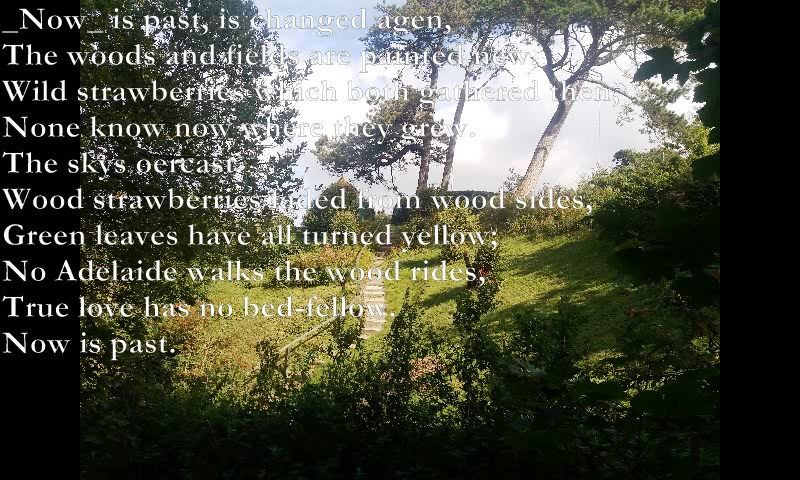 _Now_ is past, is changed agen,
The woods and fields are painted new,
Wild strawberries which both gathered then,
None know now where they grew.
The skys oercast,
Wood strawberries faded from wood sides,
Green leaves have all turned yellow;
No Adelaide walks the wood rides,
True love has no bed-fellow.
Now is past.